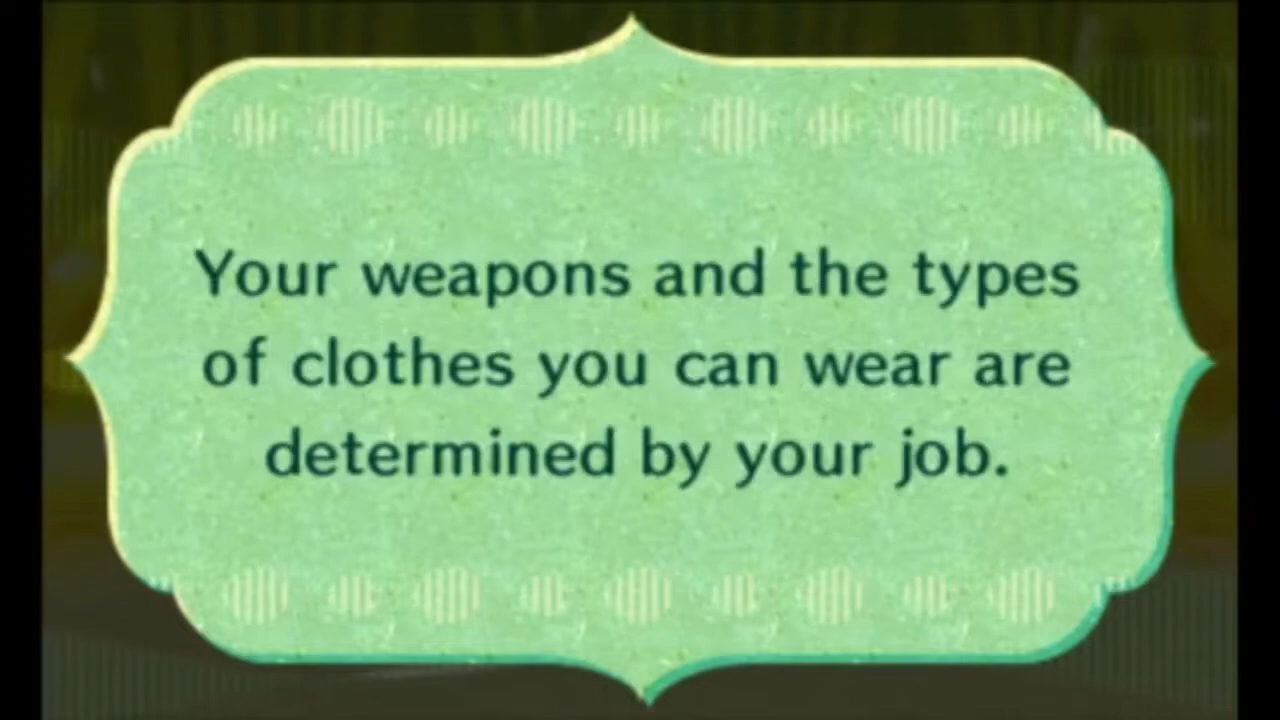 Your weapons and the types
of clothes you can wear are
determined by your job.